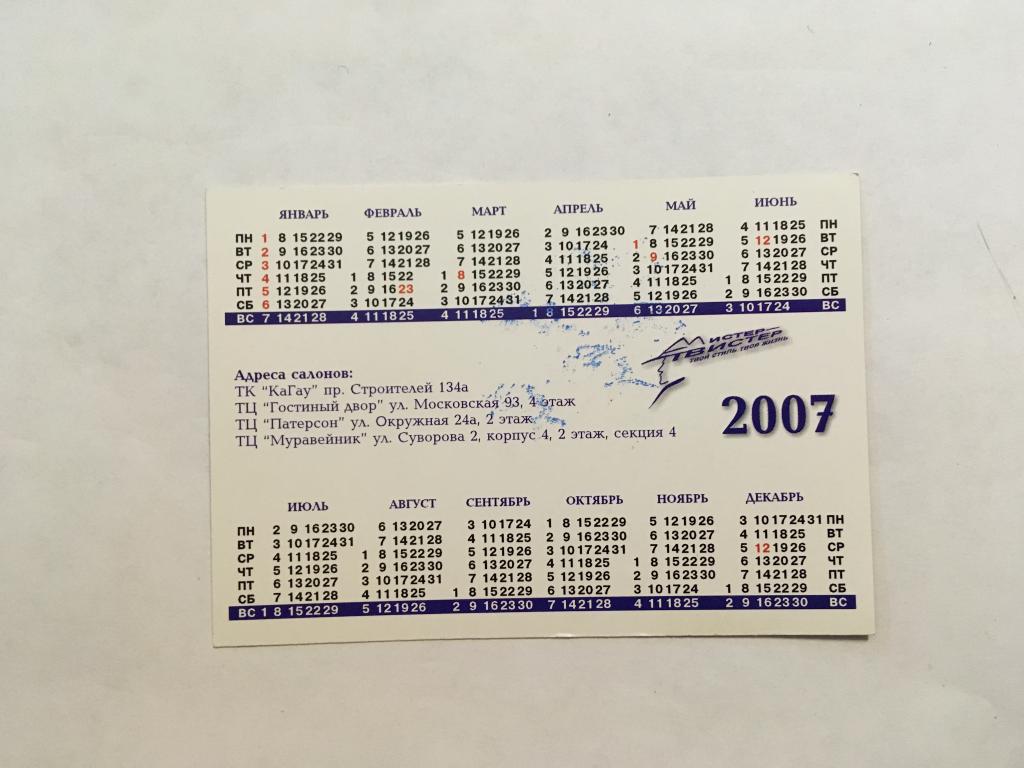 ЯНВАРЬ ФЕВРАЛЬ МАРТ АПРЕЛЬ МАЙ ИЮНЬ
ПН 1 8 15 22 29 5 12 19 26 5 12 19 26 2 9 16 23 30 7 14 21 28 4 11 18 25 ПН
ВТ 2 9 16 23 30 6 13 20 27 6 13 20 27 3 10 17 24 1 8 15 22 29 5 12 19 26 ВТ
СР 3 10 17 24 31 7 14 21 28 7 14 21 28 4 11 18 25 2 9 16 23 30 6 13 20 27 СР
ЧТ 4 11 18 25 1 8 15 22 1 8 15 22 29 5 12 19 26 3 10 17 24 31 7 14 21 28 ЧТ
ПТ 5 12 19 26 2 9 16 23 2 9 16 23 30 6 13 20 27 4 11 18 25 1 8 15 22 29 ПТ
СБ 6 13 20 27 3 10 17 24 3 10 17 24 31 7 14 21 28 5 12 19 26 2 9 16 23 30 СБ
ВС 7 14 21 28 4 11 18 25 4 11 18 25 1 8 15 22 29 6 13 20 27 3 10 17 24 ВС
МИСТЕР
ТВИСТЕР
ТВОЙ СТИЛЬ ТВОЯ ЖИЗНЬ
Адреса салонов:
ТК "КаГау" пр. Строителей 134а
ТЦ "Гостиный двор" ул. Московская 93, 4 этаж
ТЦ "Патерсон" ул. Окружная 24а, 2 этаж
ТЦ "Муравейник" ул. Суворова 2, корпус 4, 2 этаж, секция 4
2007
ИЮЛЬ АВГУСТ СЕНТЯБРЬ ОКТЯБРЬ НОЯБРЬ ДЕКАБРЬ
ПН 2 9 16 23 30 6 13 20 27 3 10 17 24 1 8 15 22 29 5 12 19 26 3 10 17 24 31 ПН
ВТ 3 10 17 24 31 7 14 21 28 4 11 18 25 2 9 16 23 30 6 13 20 27 4 11 18 25 ВТ
СР 4 11 18 25 1 8 15 22 29 5 12 19 26 3 10 17 24 31 7 14 21 28 5 12 19 26 СР
ЧТ 5 12 19 26 2 9 16 23 30 6 13 20 27 4 11 18 25 1 8 15 22 29 6 13 20 27 ЧТ
ПТ 6 13 20 27 3 10 17 24 31 7 14 21 28 5 12 19 26 2 9 16 23 30 7 14 21 28 ПТ
СБ 7 14 21 28 4 11 18 25 1 8 15 22 29 6 13 20 27 3 10 17 24 1 8 15 22 29 СБ
ВС 1 8 15 22 29 5 12 19 26 2 9 16 23 30 7 14 21 28 4 11 18 25 2 9 16 23 30 ВС